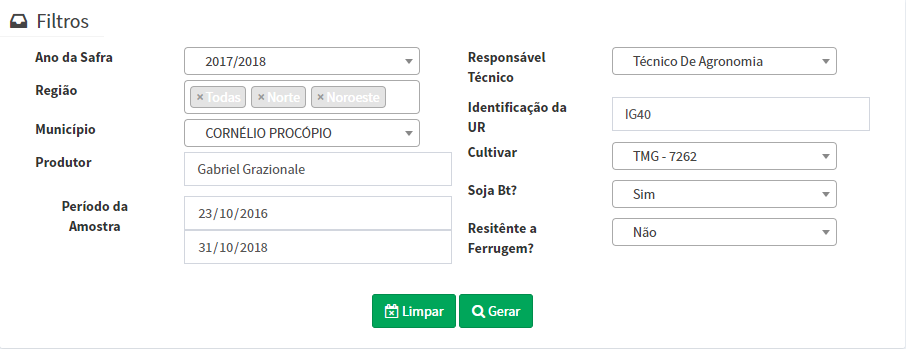 Filtros
Ano da Safra
2017/2018
Região
× Todas × Norte × Noroeste
Município
CORNÉLIO PROCÓPIO
Produtor
Gabriel Grazionale
Período da
Amostra
23/10/2016
31/10/2018
Responsável
Técnico
Técnico De Agronomia
Identificação da
UR
IG40
Cultivar
TMG - 7262
Soja Bt?
Sim
Resitênte a
Ferrugem?
Não
Limpar Gerar